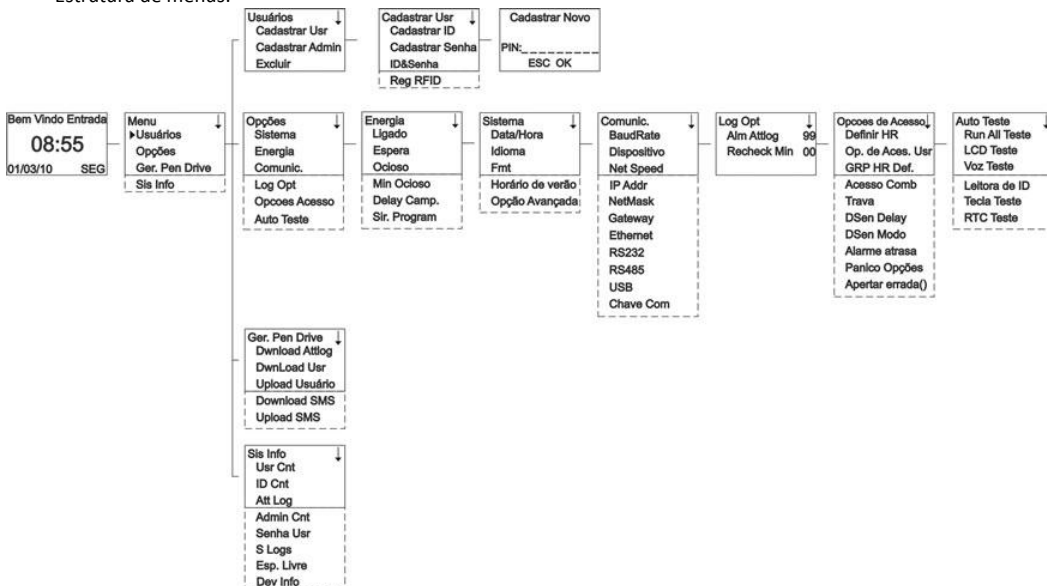 Estrutura de menus:
Usuários
Cadastrar Usr
Cadastrar Admin
Excluir
Cadastrar Usr
Cadastrar ID
Cadastrar Senha
ID&Senha
Reg RFID
Cadastrar Novo
PIN:_ _ _ _ _ _ _ _ _
ESC OK
Bem Vindo Entrada
08:55
01/03/10 SEG
Menu
Usuários
Opções
Ger. Pen Drive
Sis Info
Opções
Sistema
Energia
Comunic.
Log Opt
Opcoes Acesso
Auto Teste
Energia
Ligado
Espera
Ocioso
Min Ocioso
Delay Camp.
Sir. Program
Sistema
Data/Hora
Idioma
Fmt
Horário de verão
Opção Avançada
Comunic.
BaudRate
Dispositivo
Net Speed
IP Addr
NetMask
Gateway
Ethernet
RS232
RS485
USB
Chave Com
Log Opt
Alm Attlog 99
Recheck Min 00
Opcoes de Acesso
Definir HR
Op. de Aces. Usr
GRP HR Def.
Acesso Comb
Trava
DSen Delay
DSen Modo
Alarme atrasa
Panico Opções
Apertar errada()
Auto Teste
Run All Teste
LCD Teste
Voz Teste
Leitora de ID
Tecla Teste
RTC Teste
Ger. Pen Drive
Dwnload Attlog
DwnLoad Usr
Upload Usuário
Download SMS
Upload SMS
Sis Info
Usr Cnt
ID Cnt
Att Log
Admin Cnt
Senha Usr
S Logs
Esp. Livre
Dev Info